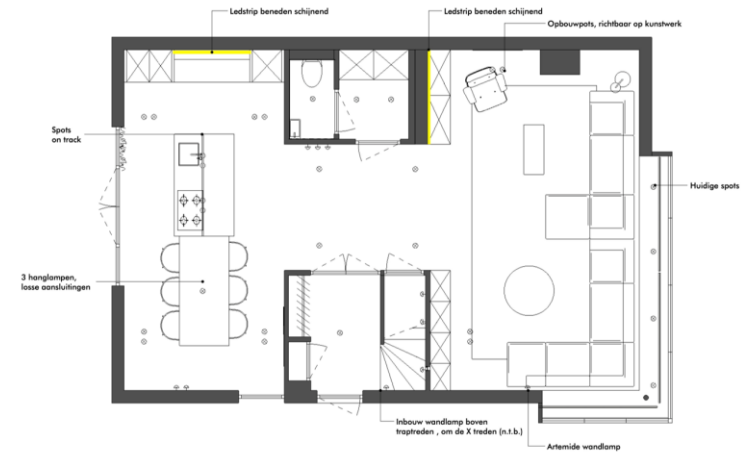 Ledstrip beneden schijnend
Ledstrip beneden schijnend
Opbouwpots, richtbaar op kunstwerk
Spots
on track
Huidige spots
3 hanglampen,
losse aansluitingen
Inbouw wandlamp boven
traptreden , om de X treden (n.t.b.)
Artemide wandlamp